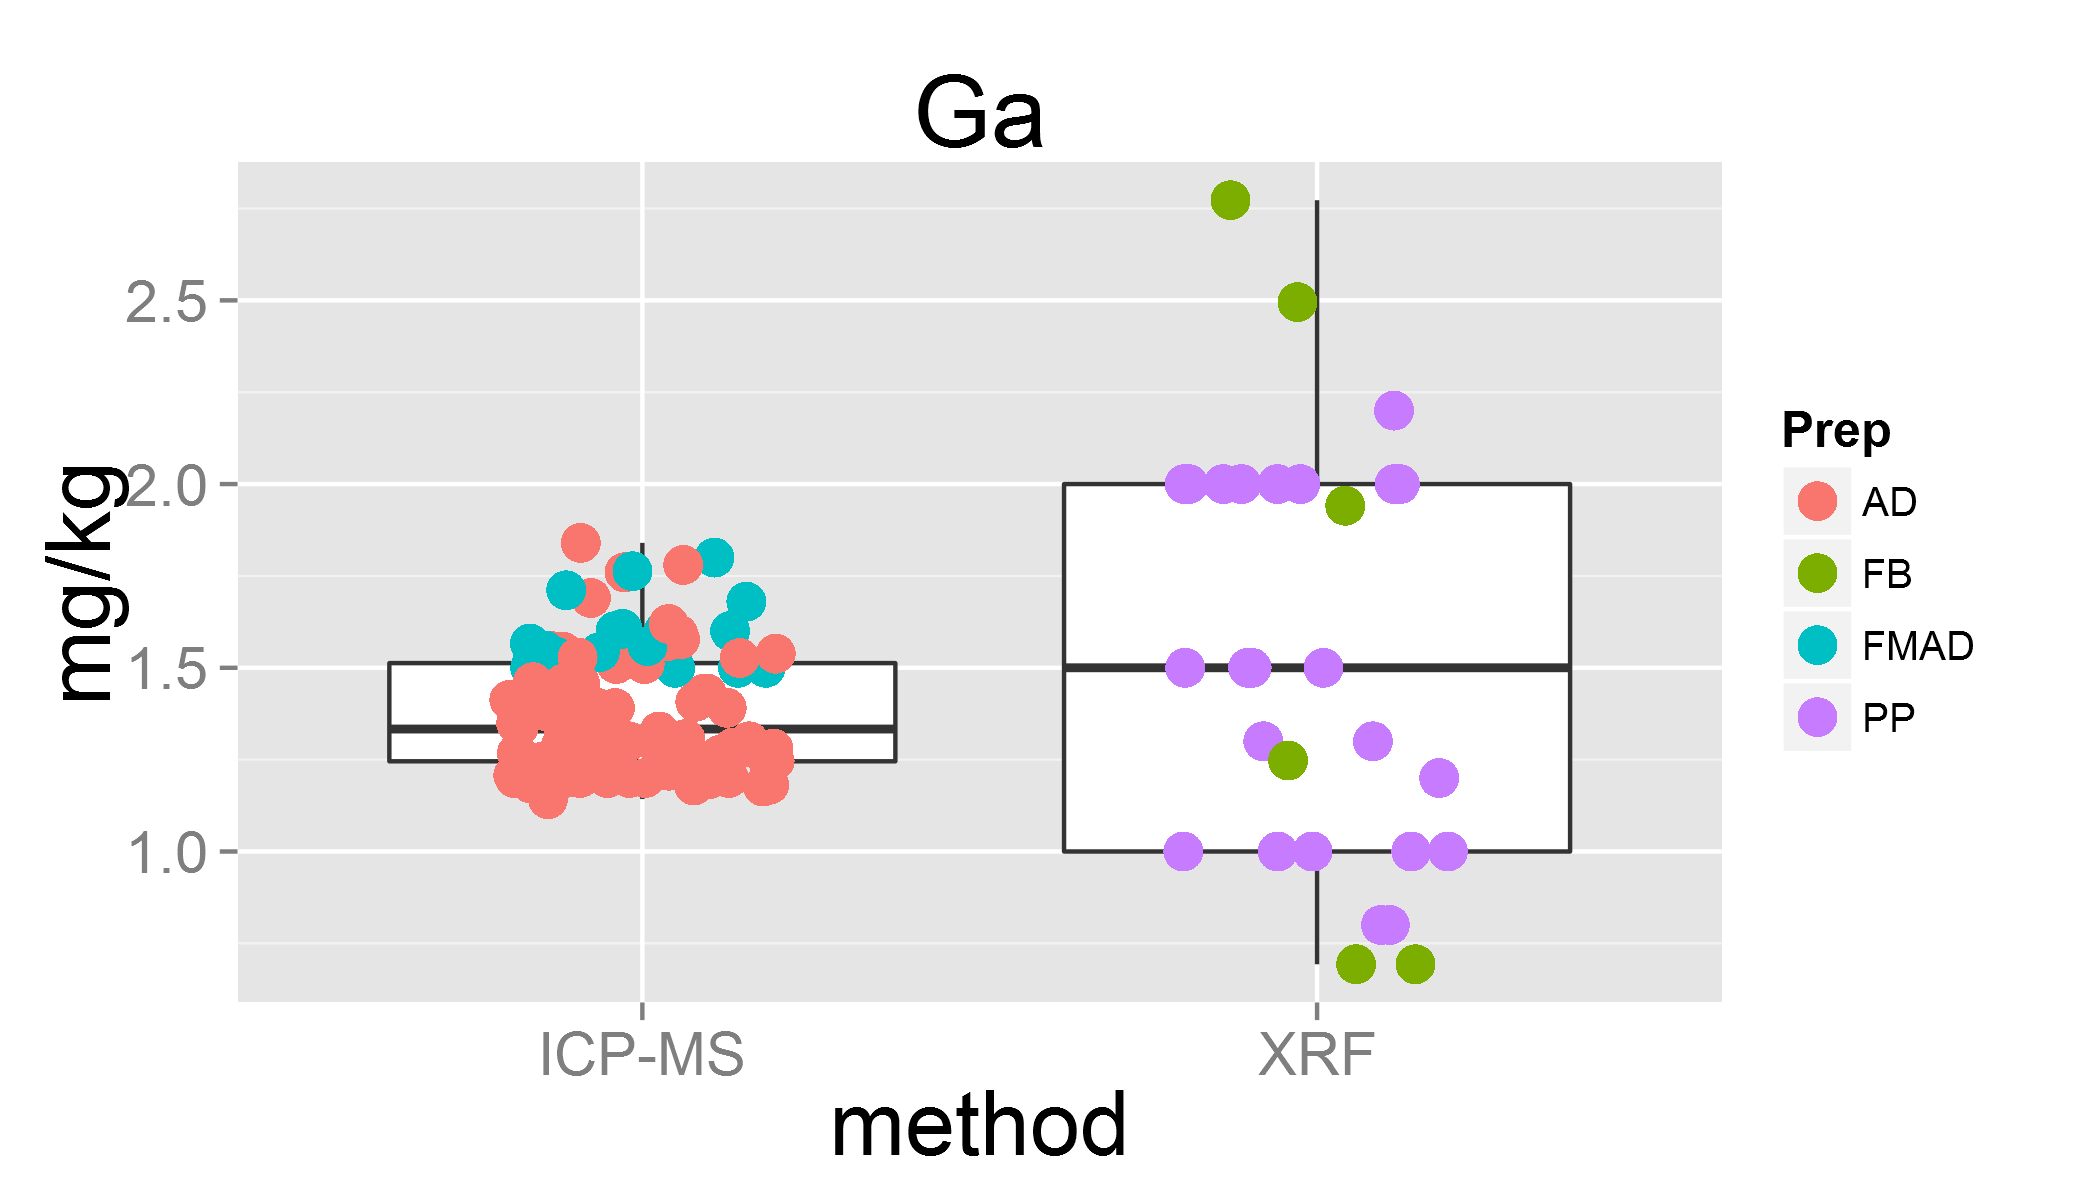 Ga
mg/kg
2.5
2.0
1.5
1.0
ICP-MS
XRF
method
Prep
AD
FB
FMAD
PP